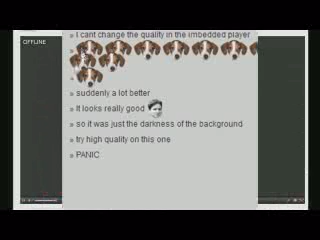 OFFLINE
» I cant change the quality in the imbedded player
»
»
» suddenly a lot better
» It looks really good
» so it was just the darkness of the background
» try high quality on this one
» PANIC